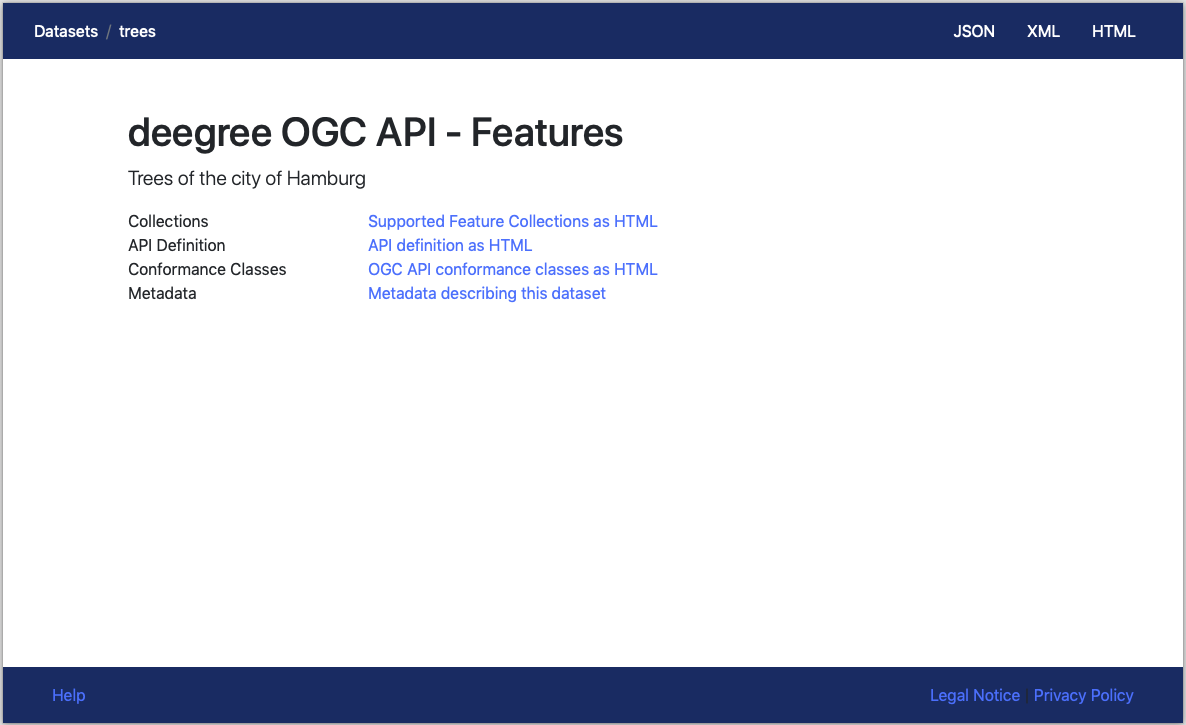 Datasets / trees JSON XML HTML
deegree OGC API - Features
Trees of the city of Hamburg
Collections Supported Feature Collections as HTML
API Definition API definition as HTML
Conformance Classes OGC API conformance classes as HTML
Metadata Metadata describing this dataset
Help Legal Notice | Privacy Policy